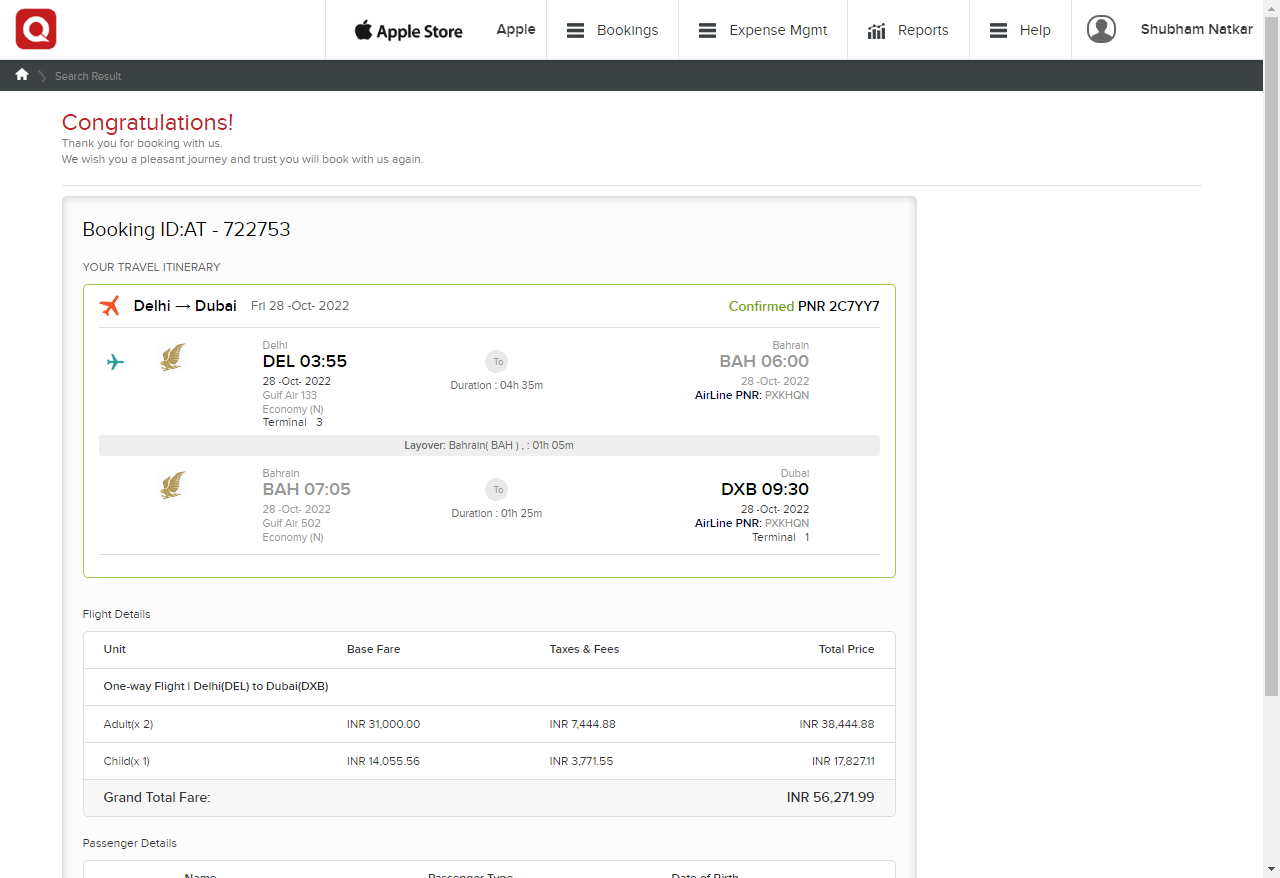 Apple Store
Apple
Bookings
Expense Mgmt
Reports
Help
Shubham Natkar
Search Result
Congratulations!
Thank you for booking with us.
We wish you a pleasant journey and trust you will book with us again.
Booking ID:AT - 722753
YOUR TRAVEL ITINERARY
Delhi → Dubai Fri 28 -Oct- 2022 Confirmed PNR 2C7YY7
Delhi Bahrain
DEL 03:55 To BAH 06:00
28 -Oct- 2022 Duration : 04h 35m 28 -Oct- 2022
Gulf Air 133 AirLine PNR: PXKHQN
Economy (N)
Terminal 3
Layover: Bahrain( BAH ) , : 01h 05m
Bahrain Dubai
BAH 07:05 To DXB 09:30
28 -Oct- 2022 Duration : 01h 25m 28 -Oct- 2022
Gulf Air 502 AirLine PNR: PXKHQN
Economy (N) Terminal 1
Flight Details
Unit Base Fare Taxes & Fees Total Price
One-way Flight | Delhi(DEL) to Dubai(DXB)
Adult(x 2) INR 31,000.00 INR 7,444.88 INR 38,444.88
Child(x 1) INR 14,055.56 INR 3,771.55 INR 17,827.11
Grand Total Fare: INR 56,271.99
Passenger Details
Name Passenger Type Date of Birth